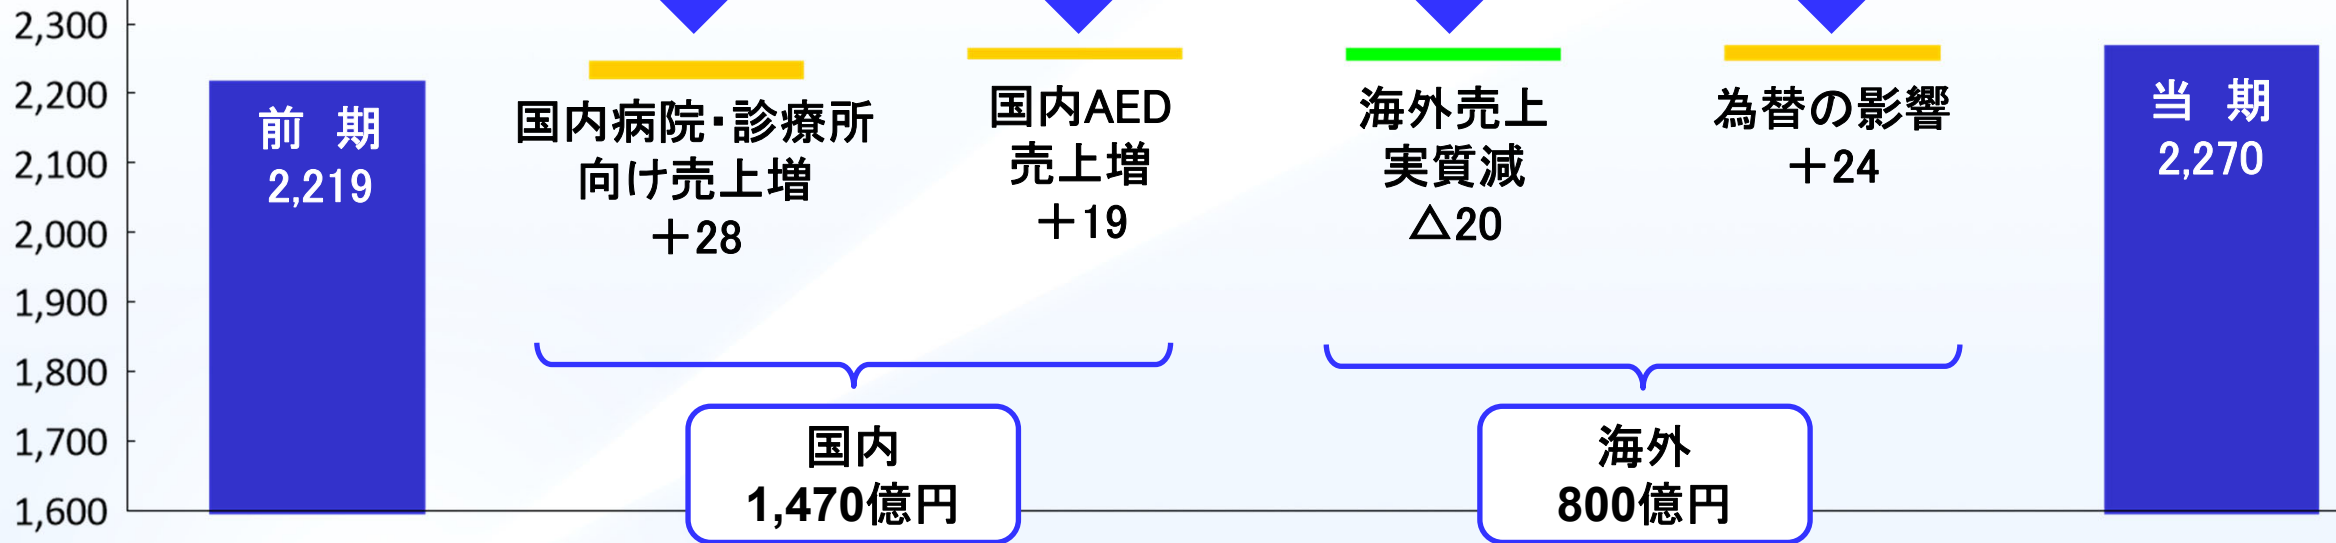 2,300
2,200
2,100
2,000
1,900
1,800
1,700
1,600
前　期
2,219
国内病院・診療所
向け売上増
＋28
国内AED
売上増
＋19
海外売上
実質減
△20
為替の影響
＋24
当　期
2,270
国内
1,470億円
海外
800億円